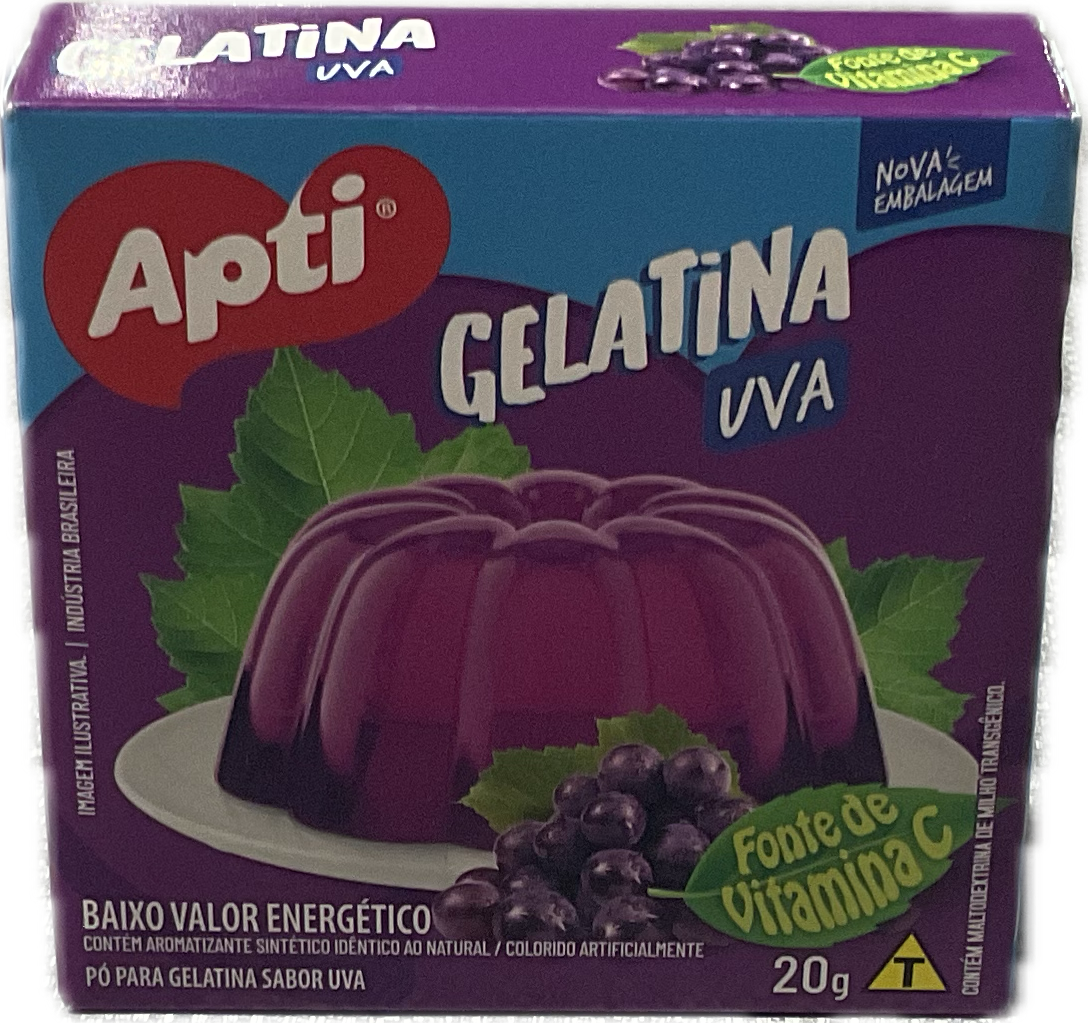 GELATINA
UVA
Fonte de
Vitamina C
Apti®
NOVA
EMBALAGEM
GELATINA
UVA
IMAGEM ILUSTRATIVA. | INDÚSTRIA BRASILEIRA
Fonte de
Vitamina C
BAIXO VALOR ENERGÉTICO
CONTÉM AROMATIZANTE SINTÉTICO IDÊNTICO AO NATURAL / COLORIDO ARTIFICIALMENTE
PÓ PARA GELATINA SABOR UVA
20g
T
CONTÉM MALTODEXTRINA DE MILHO TRANSGÊNICO.